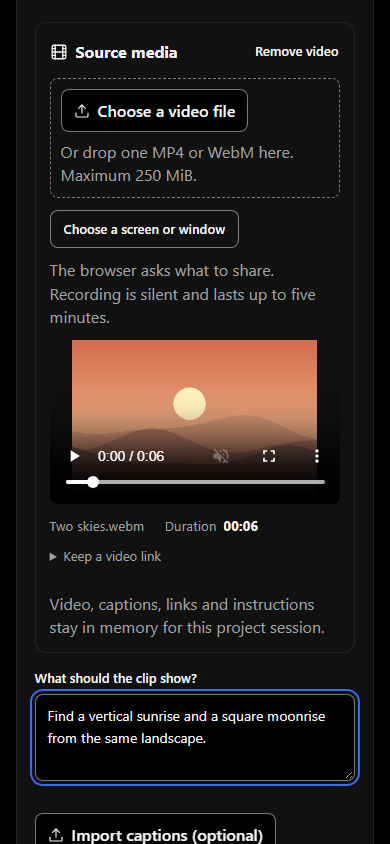 Source media
Remove video
Choose a video file
Or drop one MP4 or WebM here.
Maximum 250 MiB.
Choose a screen or window
The browser asks what to share.
Recording is silent and lasts up to five
minutes.
0:00 / 0:06
Two skies.webm
Duration 00:06
Keep a video link
Video, captions, links and instructions
stay in memory for this project session.
What should the clip show?
Find a vertical sunrise and a square moonrise
from the same landscape.
Import captions (optional)